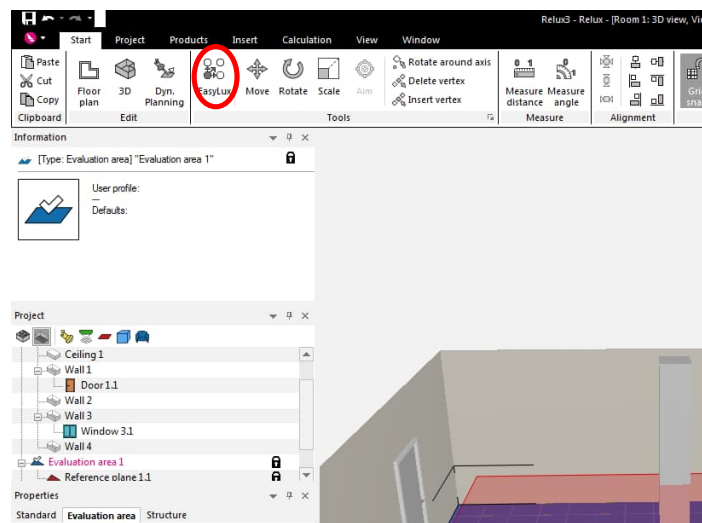 Relux3 - Relux - [Room 1: 3D view, Vi
Start Project Products Insert Calculation View Window
Paste
Cut
Copy
Floor plan
3D
Dyn. Planning
EasyLux
Move
Rotate
Scale
Aim
Rotate around axis
Delete vertex
Insert vertex
Measure distance
Measure angle
Gri
sna
Clipboard Edit Tools Measure Alignment
Information
[Type: Evaluation area] "Evaluation area 1"
User profile:
---
Defaults:
Project
Ceiling 1
Wall 1
Door 1.1
Wall 2
Wall 3
Window 3.1
Wall 4
Evaluation area 1
Reference plane 1.1
Properties
Standard Evaluation area Structure